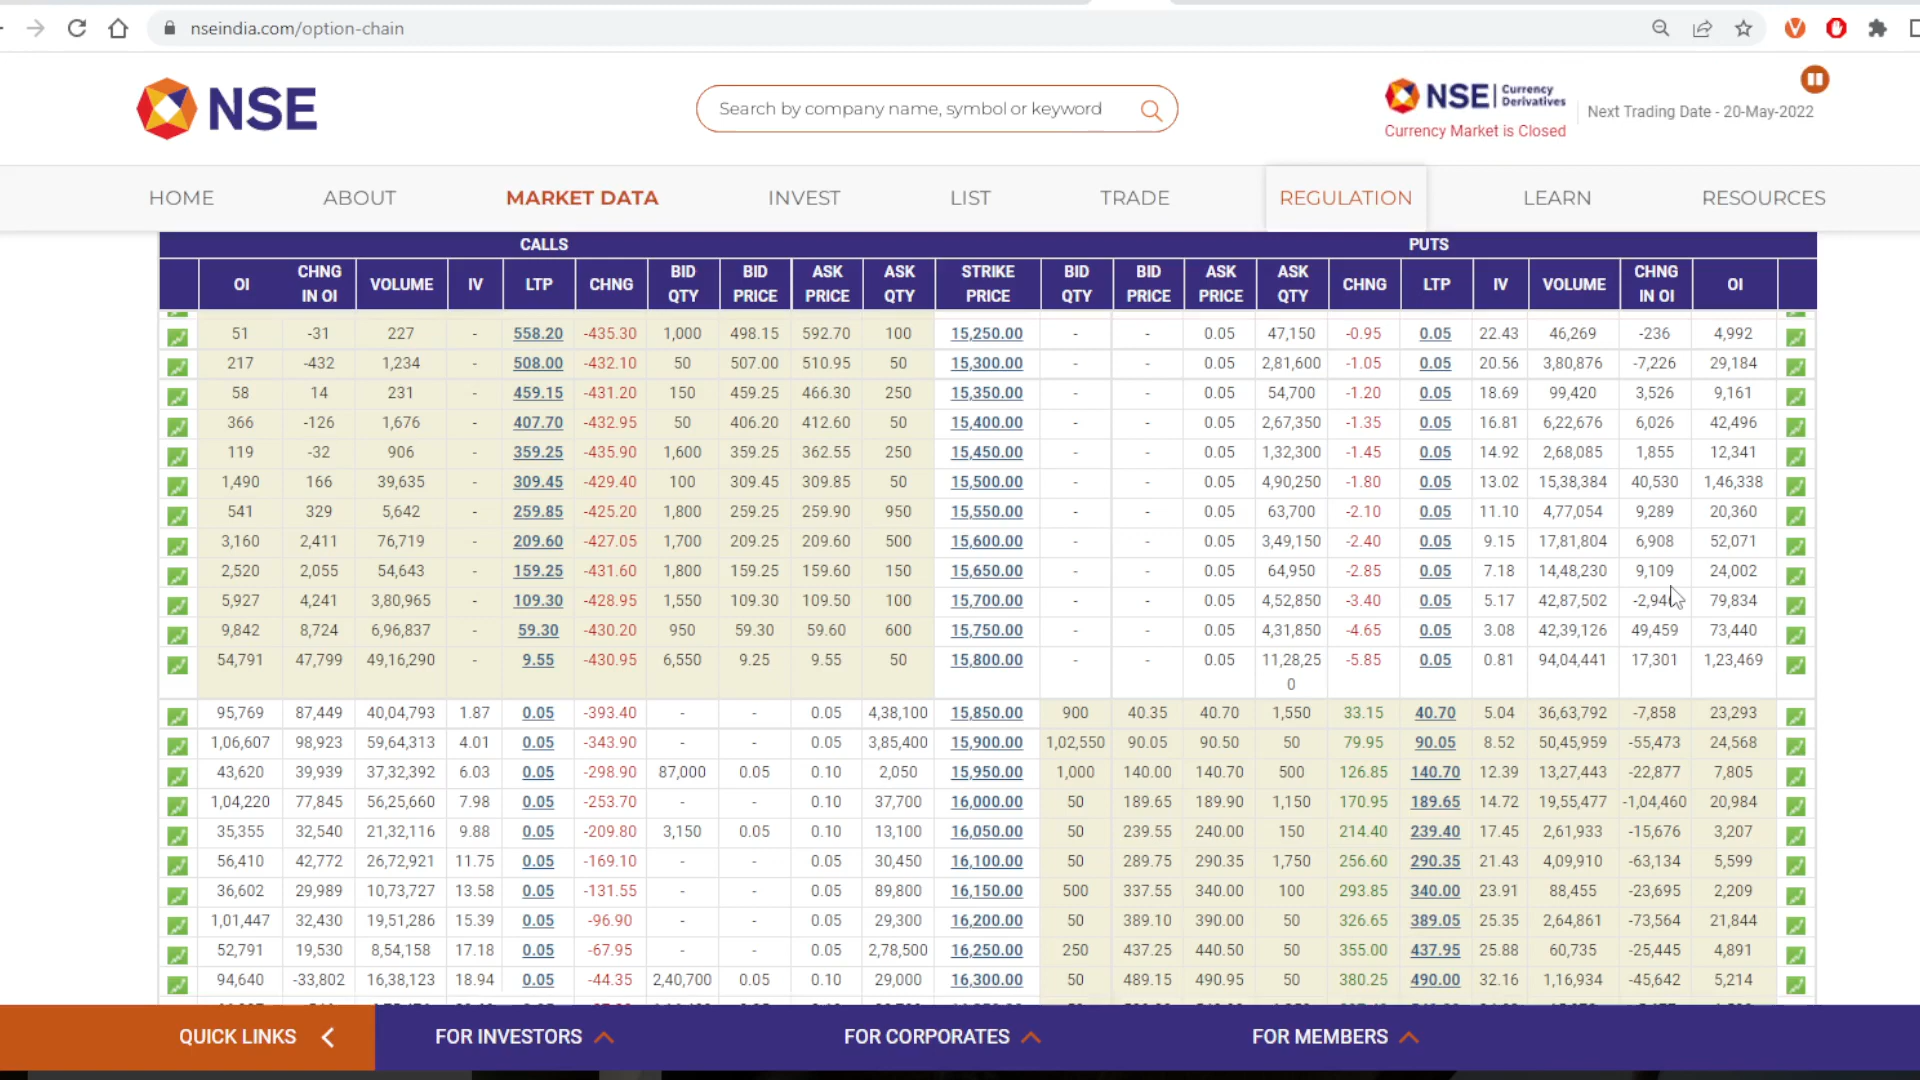 nseindia.com/option-chain
NSE
Search by company name, symbol or keyword
NSE Currency Derivatives
Currency Market is Closed
Next Trading Date - 20-May-2022
HOME ABOUT MARKET DATA INVEST LIST TRADE REGULATION LEARN RESOURCES
CALLS PUTS
OI CHNG IN OI VOLUME IV LTP CHNG BID QTY BID PRICE ASK PRICE ASK QTY STRIKE PRICE BID QTY BID PRICE ASK PRICE ASK QTY CHNG LTP IV VOLUME CHNG IN OI OI
51 -31 227 - 558.20 -435.30 1,000 498.15 592.70 100 15,250.00 - - 0.05 47,150 -0.95 0.05 22.43 46,269 -236 4,992
217 -432 1,234 - 508.00 -432.10 50 507.00 510.95 50 15,300.00 - - 0.05 2,81,600 -1.05 0.05 20.56 3,80,876 -7,226 29,184
58 14 231 - 459.15 -431.20 150 459.25 466.30 250 15,350.00 - - 0.05 54,700 -1.20 0.05 18.69 99,420 3,526 9,161
366 -126 1,676 - 407.70 -432.95 50 406.20 412.60 50 15,400.00 - - 0.05 2,67,350 -1.35 0.05 16.81 6,22,676 6,026 42,496
119 -32 906 - 359.25 -435.90 1,600 359.25 362.55 250 15,450.00 - - 0.05 1,32,300 -1.45 0.05 14.92 2,68,085 1,855 12,341
1,490 166 39,635 - 309.45 -429.40 100 309.45 309.85 50 15,500.00 - - 0.05 4,90,250 -1.80 0.05 13.02 15,38,384 40,530 1,46,338
541 329 5,642 - 259.85 -425.20 1,800 259.25 259.90 950 15,550.00 - - 0.05 63,700 -2.10 0.05 11.10 4,77,054 9,289 20,360
3,160 2,411 76,719 - 209.60 -427.05 1,700 209.25 209.60 500 15,600.00 - - 0.05 3,49,150 -2.40 0.05 9.15 17,81,804 6,908 52,071
2,520 2,055 54,643 - 159.25 -431.60 1,800 159.25 159.60 150 15,650.00 - - 0.05 64,950 -2.85 0.05 7.18 14,48,230 9,109 24,002
5,927 4,241 3,80,965 - 109.30 -428.95 1,550 109.30 109.50 100 15,700.00 - - 0.05 4,52,850 -3.40 0.05 5.17 42,87,502 79,834
9,842 8,724 6,96,837 - 59.30 -430.20 950 59.30 59.60 600 15,750.00 - - 0.05 4,31,850 -4.65 0.05 3.08 42,39,126 49,459 73,440
54,791 47,799 49,16,290 - 9.55 -430.95 6,550 9.25 9.55 50 15,800.00 - - 0.05 11,28,250 -5.85 0.05 0.81 94,04,441 17,301 1,23,469
95,769 87,449 40,04,793 1.87 0.05 -393.40 - - 0.05 4,38,100 15,850.00 900 40.35 40.70 1,550 33.15 40.70 5.04 36,63,792 -7,858 23,293
1,06,607 98,923 59,64,313 4.01 0.05 -343.90 - - 0.05 3,85,400 15,900.00 1,02,550 90.05 90.50 50 79.95 90.05 8.52 50,45,959 -55,473 24,568
43,620 39,939 37,32,392 6.03 0.05 -298.90 87,000 0.05 0.10 2,050 15,950.00 1,000 140.00 140.70 500 126.85 140.70 12.39 13,27,443 -22,877 7,805
1,04,220 77,845 56,25,660 7.98 0.05 -253.70 - - 0.10 37,700 16,000.00 50 189.65 189.90 1,150 170.95 189.65 14.72 19,55,477 -1,04,460 20,984
35,355 32,540 21,32,116 9.88 0.05 -209.80 3,150 0.05 0.10 13,100 16,050.00 50 239.55 240.00 150 214.40 239.40 17.45 2,61,933 -15,676 3,207
56,410 42,772 26,72,921 11.75 0.05 -169.10 - - 0.05 30,450 16,100.00 50 289.75 290.35 1,750 256.60 290.35 21.43 4,09,910 -63,134 5,599
36,602 29,989 10,73,727 13.58 0.05 -131.55 - - 0.05 89,800 16,150.00 500 337.55 340.00 100 293.85 340.00 23.91 88,455 -23,695 2,209
1,01,447 32,430 19,51,286 15.39 0.05 -96.90 - - 0.05 29,300 16,200.00 50 389.10 390.00 50 326.65 389.05 25.35 2,64,861 -73,564 21,844
52,791 19,530 8,54,158 17.18 0.05 -67.95 - - 0.05 2,78,500 16,250.00 250 437.25 440.50 50 355.00 437.95 25.88 60,735 -25,445 4,891
94,640 -33,802 16,38,123 18.94 0.05 -44.35 2,40,700 0.05 0.10 29,000 16,300.00 50 489.15 490.95 50 380.25 490.00 32.16 1,16,934 -45,642 5,214
QUICK LINKS FOR INVESTORS FOR CORPORATES FOR MEMBERS